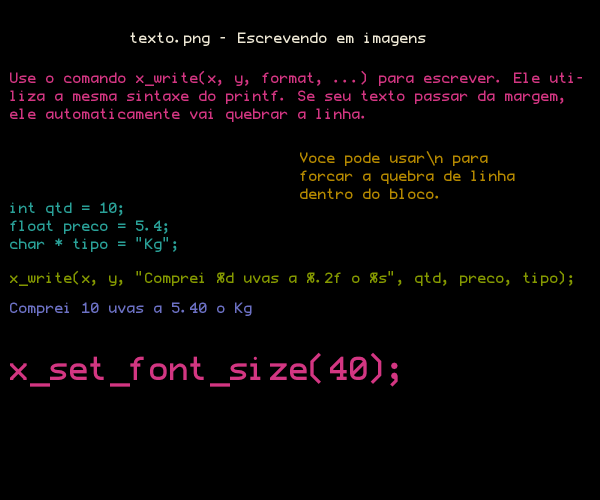 texto.png - Escrevendo em imagens
Use o comando x_write(x, y, format, ...) para escrever. Ele uti-
liza a mesma sintaxe do printf. Se seu texto passar da margem,
ele automaticamente vai quebrar a linha.
Voce pode usar\n para
forcar a quebra de linha
dentro do bloco.
int qtd = 10;
float preco = 5.4;
char * tipo = "Kg";
x_write(x, y, "Comprei %d uvas a %.2f o %s", qtd, preco, tipo);
Comprei 10 uvas a 5.40 o Kg
x_set_font_size(40);